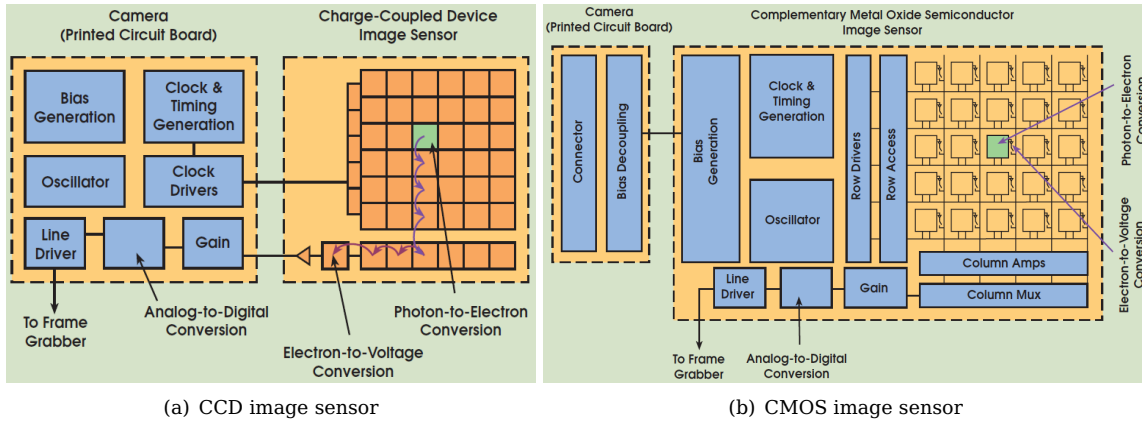 Camera
(Printed Circuit Board)
Charge-Coupled Device
Image Sensor
Bias
Generation
Clock &
Timing
Generation
Oscillator
Clock
Drivers
Line
Driver
Gain
To Frame
Grabber
Analog-to-Digital
Conversion
Electron-to-Voltage
Conversion
Photon-to-Electron
Conversion
(a) CCD image sensor
Camera
(Printed Circuit Board)
Complementary Metal Oxide Semiconductor
Image Sensor
Connector
Bias Decoupling
Bias
Generation
Clock &
Timing
Generation
Oscillator
Row Drivers
Row Access
Line
Driver
Gain
Column Amps
Column Mux
To Frame
Grabber
Analog-to-Digital
Conversion
Photon-to-Electron
Conversion
Electron-to-Voltage
Conversion
(b) CMOS image sensor